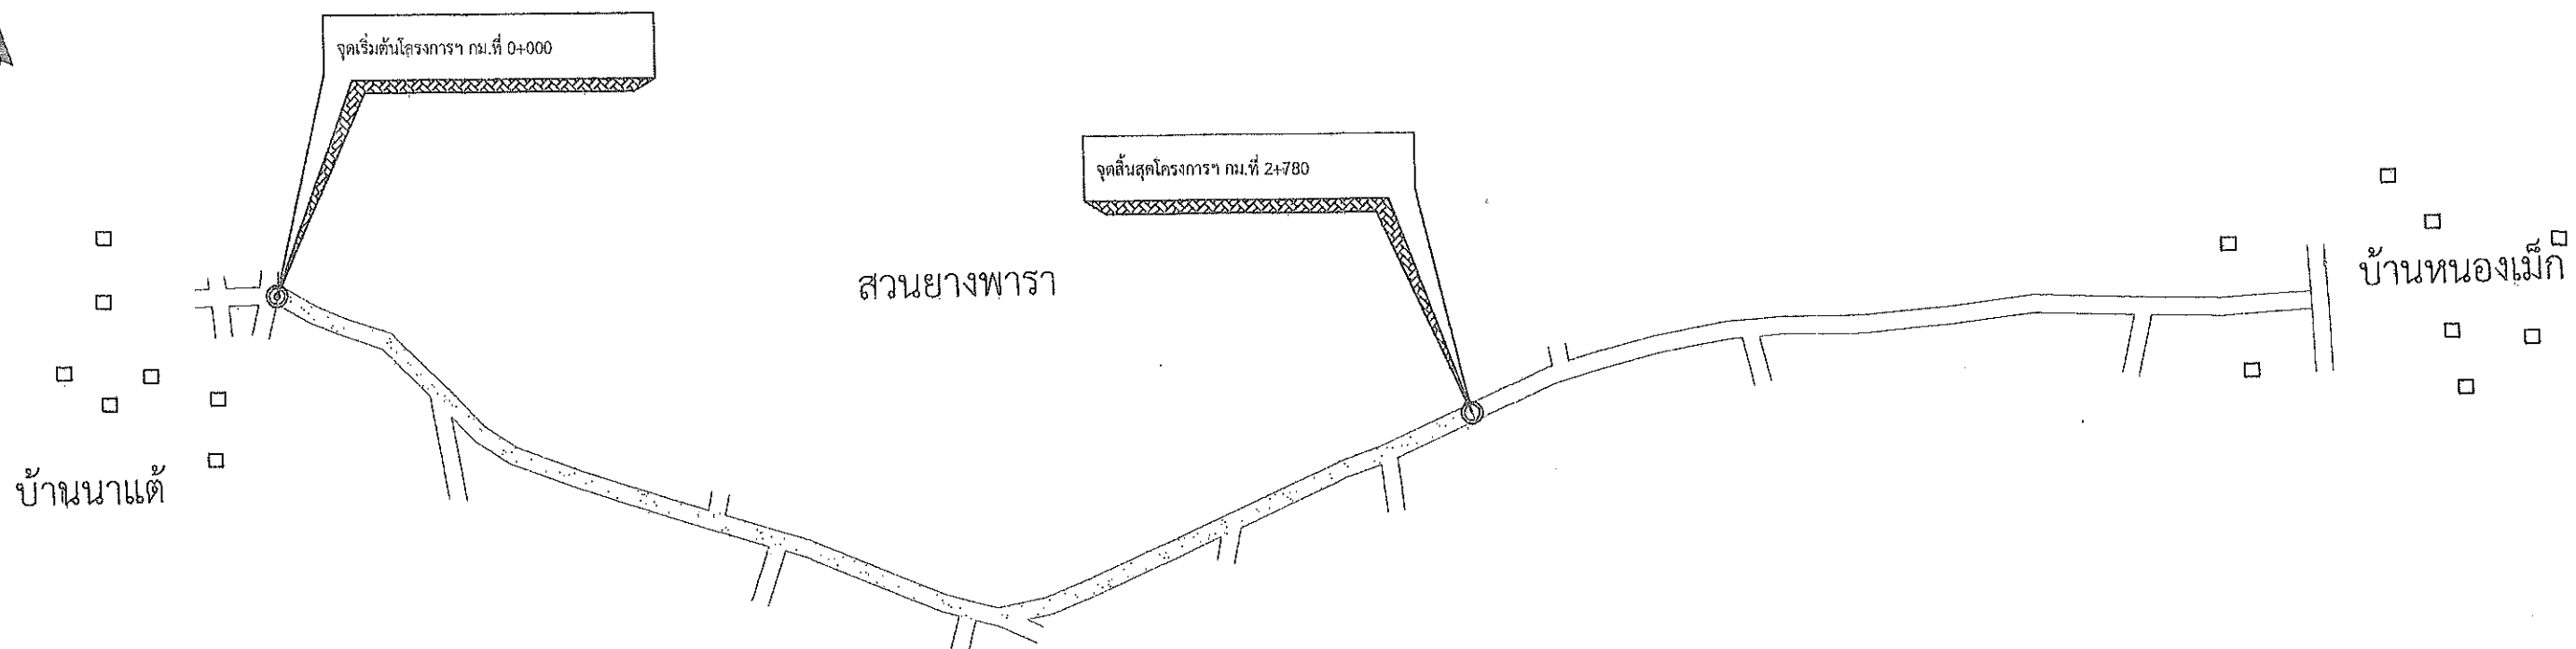 จุดเริ่มต้นโครงการฯ กม.ที่ 0+000
จุดสิ้นสุดโครงการฯ กม.ที่ 2+780
สวนยางพารา
บ้านหนองเม็ก
บ้านนาแต้